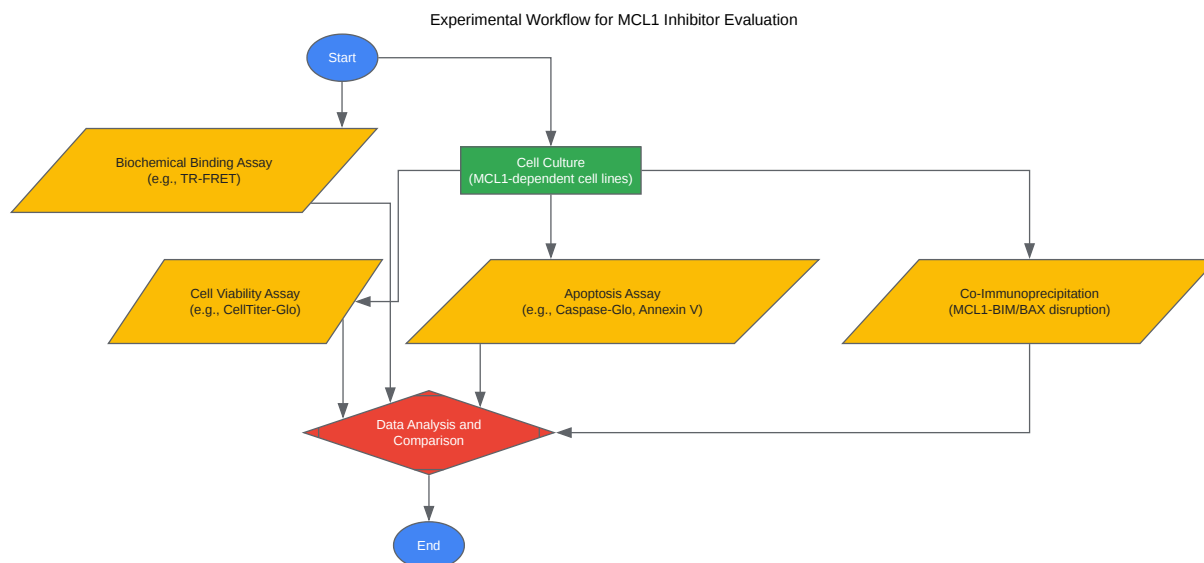 Experimental Workflow for MCL1 Inhibitor Evaluation
Start
Biochemical Binding Assay
(e.g., TR-FRET)
Cell Culture
(MCL1-dependent cell lines)
Cell Viability Assay
(e.g., CellTiter-Glo)
Apoptosis Assay
(e.g., Caspase-Glo, Annexin V)
Co-Immunoprecipitation
(MCL1-BIM/BAX disruption)
Data Analysis and
Comparison
End